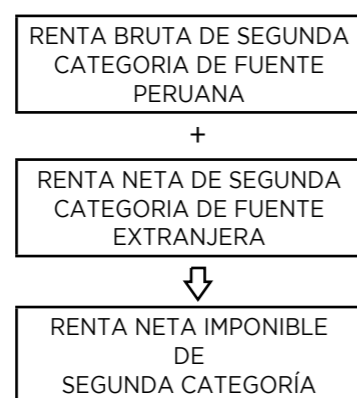 RENTA BRUTA DE SEGUNDA
CATEGORIA DE FUENTE
PERUANA
+
RENTA NETA DE SEGUNDA
CATEGORIA DE FUENTE
EXTRANJERA
RENTA NETA IMPONIBLE
DE
SEGUNDA CATEGORÍA